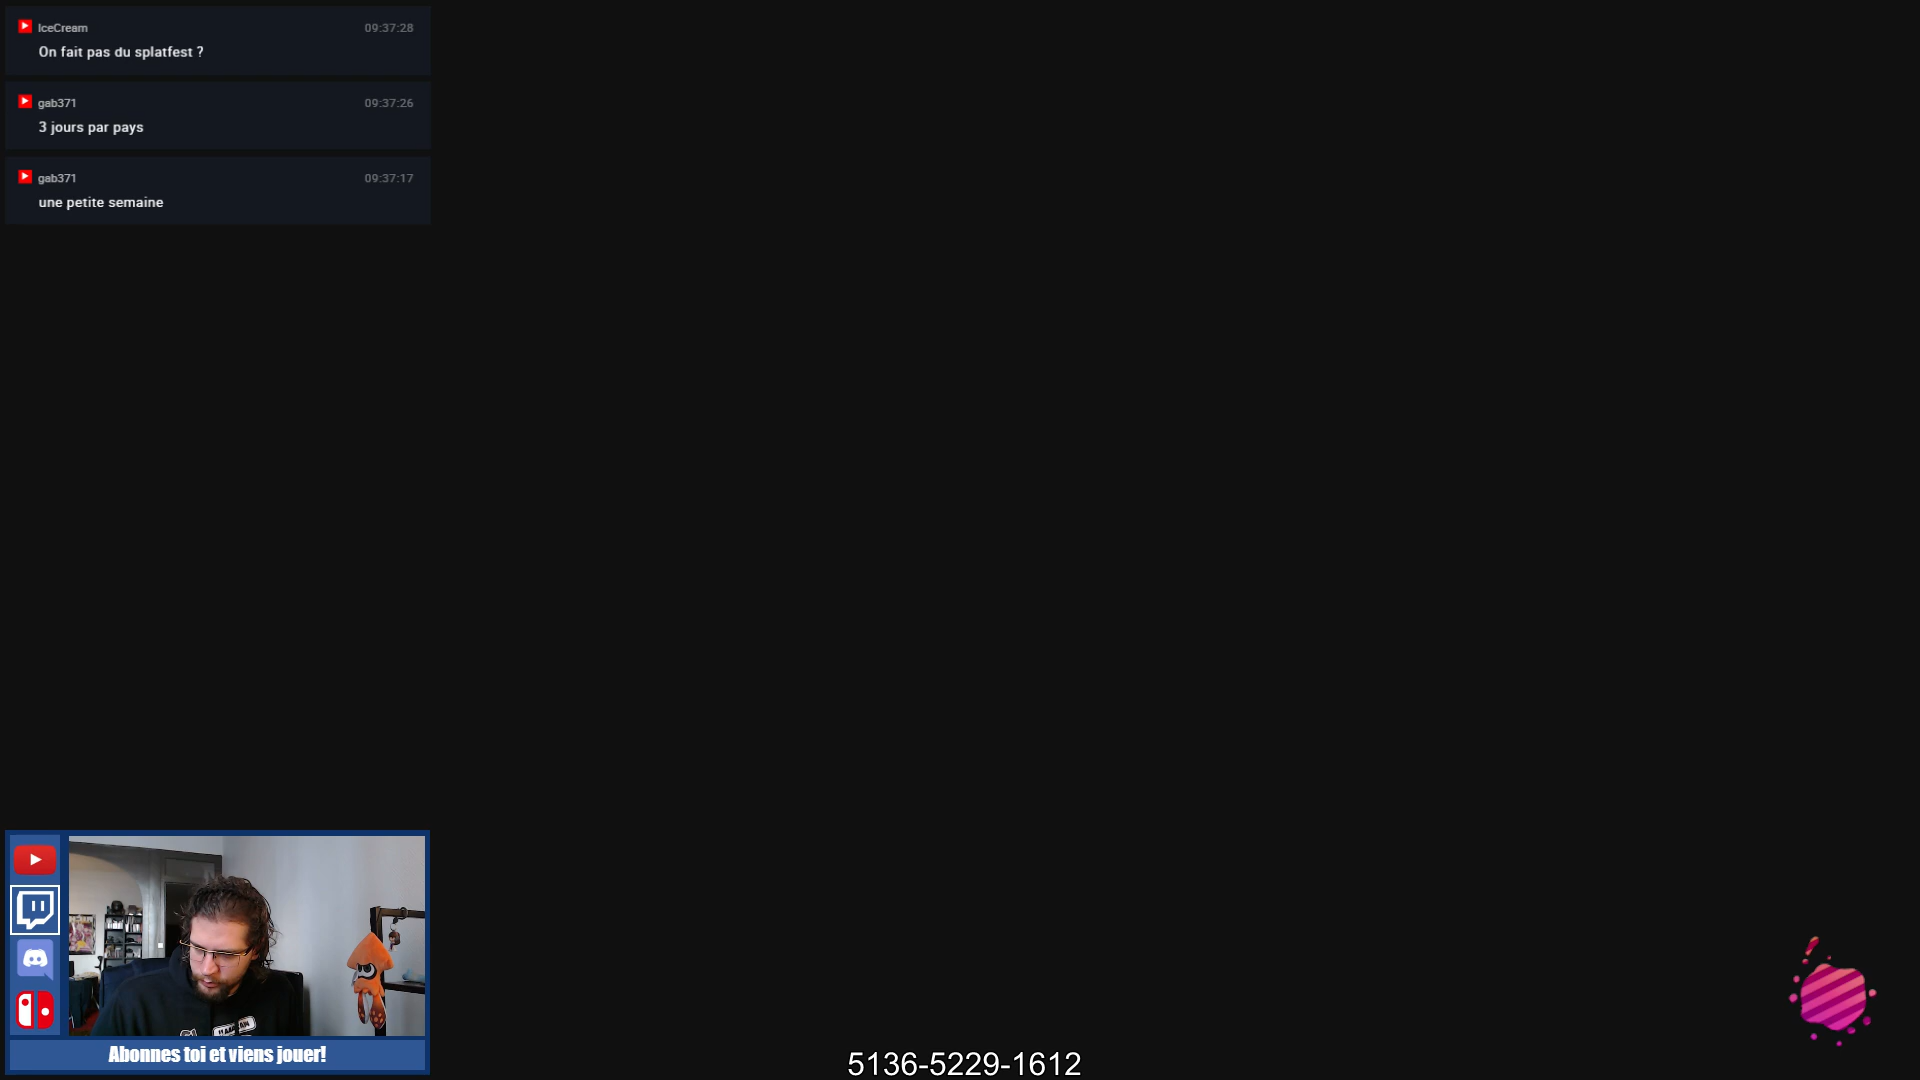 IceCream 09:37:28
On fait pas du splatfest ?
gab371 09:37:26
3 jours par pays
gab371 09:37:17
une petite semaine
Abonnes toi et viens jouer!
5136-5229-1612